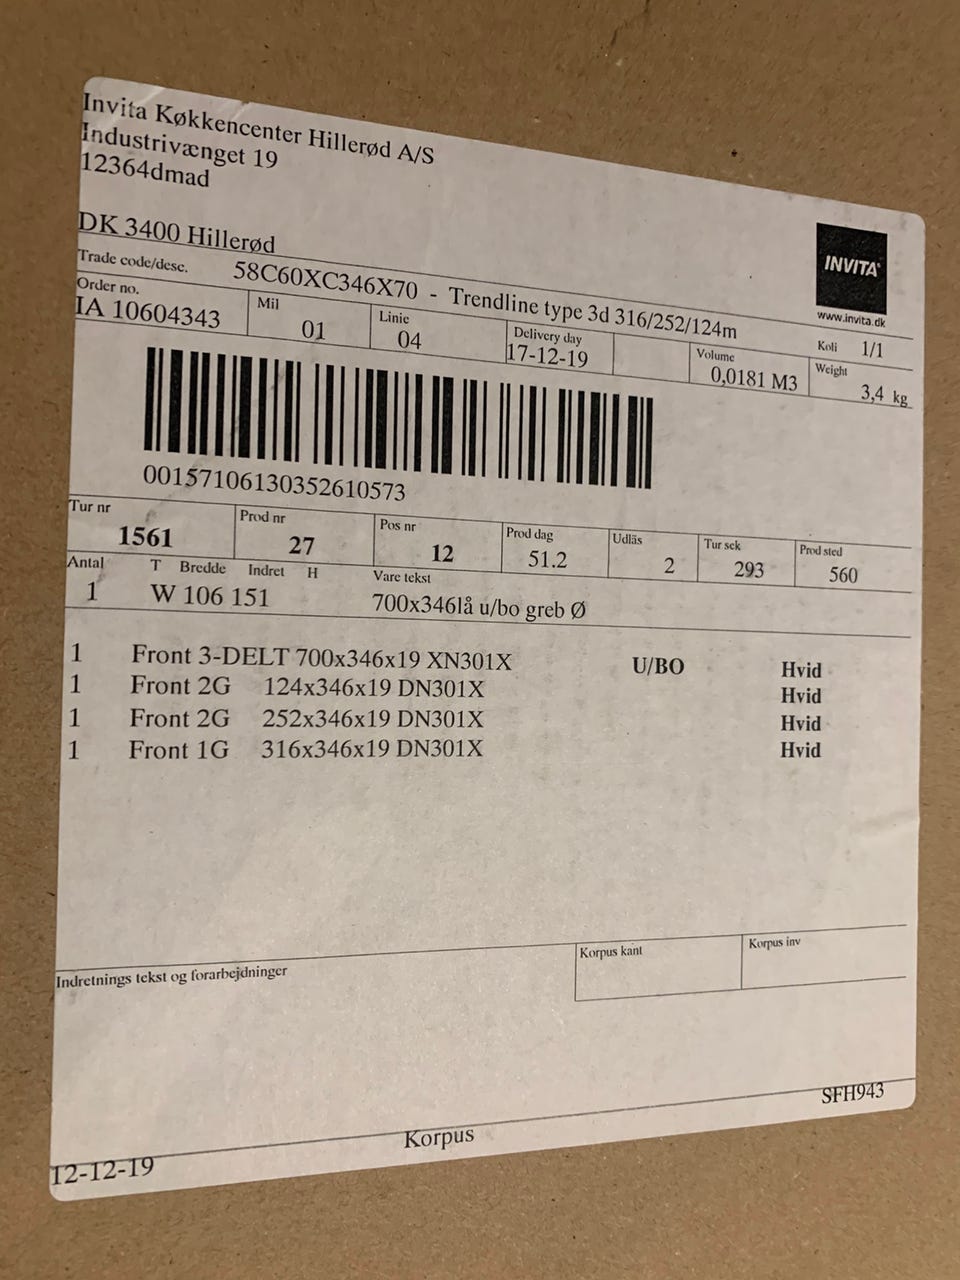 Invita Køkkencenter Hillerød A/S
Industrivænget 19
12364dmad
DK 3400 Hillerød
INVITA®
www.invita.dk
Trade code/desc. 58C60XC346X70 - Trendline type 3d 316/252/124m
Koli 1/1
Order no. Mil Linie Delivery day Volume Weight
IA 10604343 01 04 17-12-19 0,0181 M3 3,4 kg
00157106130352610573
Tur nr Prod nr Pos nr Prod dag Udläs Tur sek Prod sted
1561 27 12 51.2 2 293 560
Antal T Bredde Indret H Vare tekst
1 W 106 151 700x346lå u/bo greb Ø
1 Front 3-DELT 700x346x19 XN301X U/BO Hvid
1 Front 2G 124x346x19 DN301X Hvid
1 Front 2G 252x346x19 DN301X Hvid
1 Front 1G 316x346x19 DN301X Hvid
Indretnings tekst og forarbejdninger Korpus kant Korpus inv
SFH943
12-12-19 Korpus